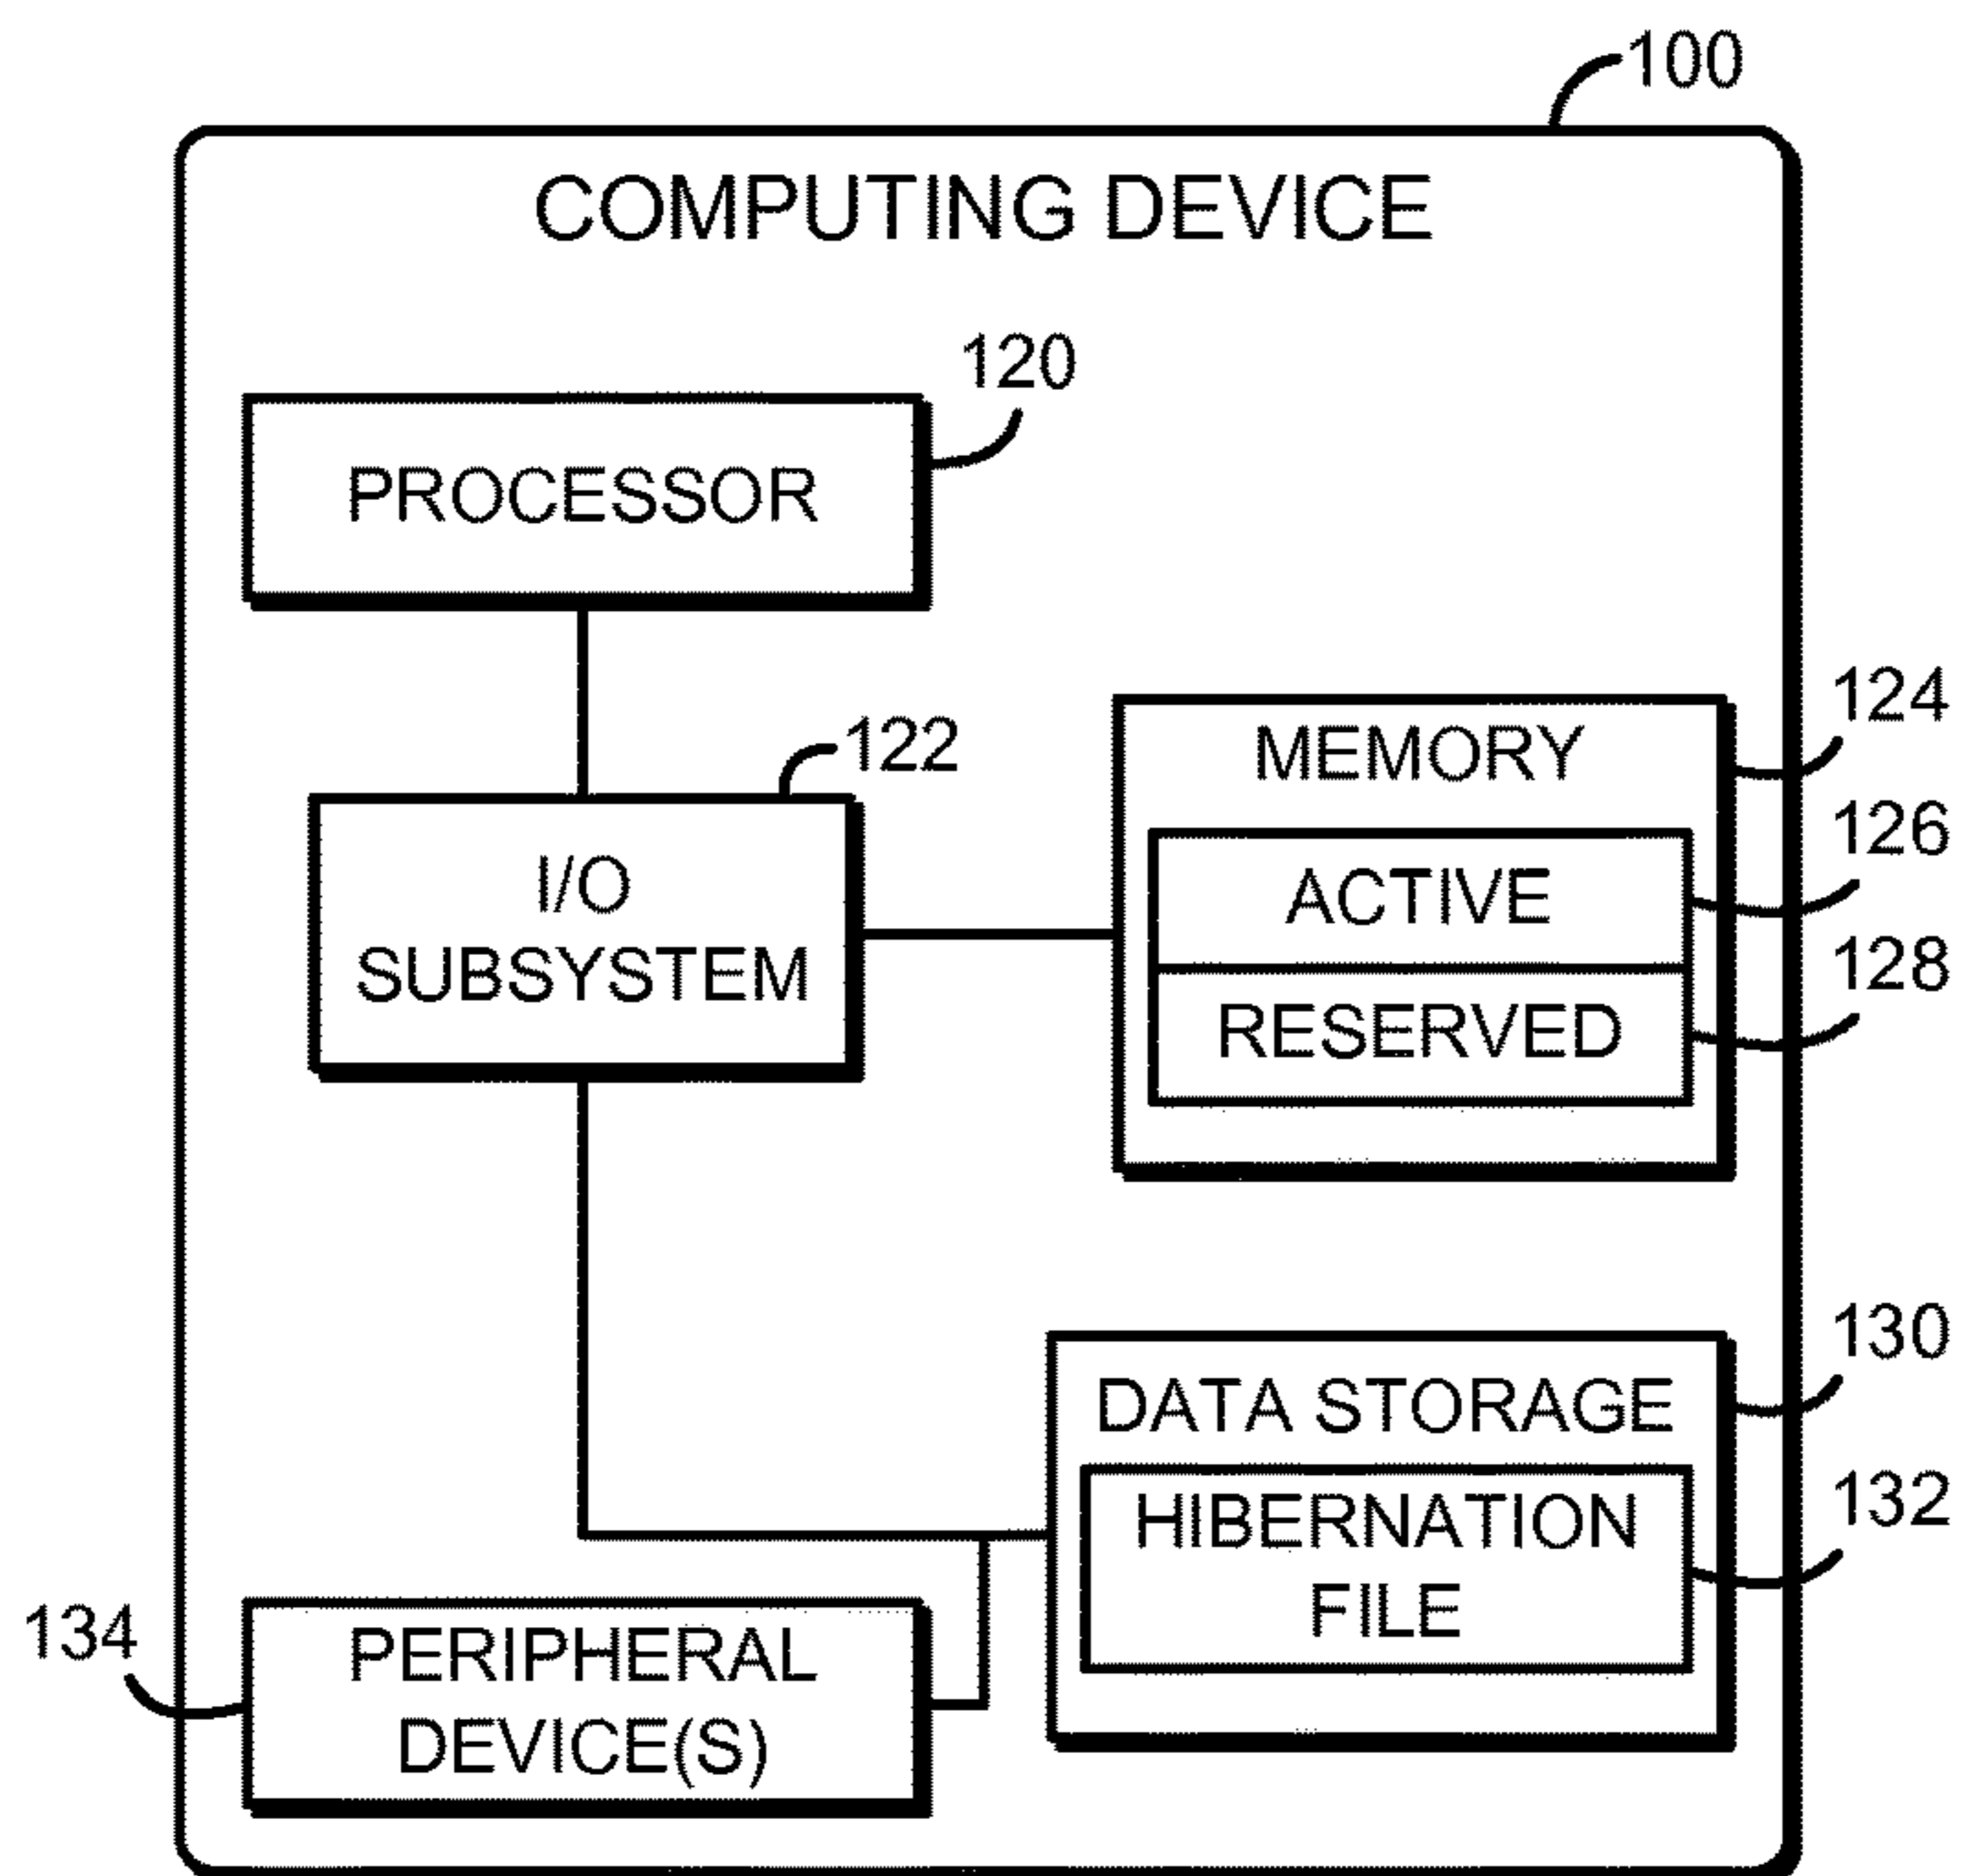 100
COMPUTING DEVICE
120
PROCESSOR
122
I/O
SUBSYSTEM
124
MEMORY
126
ACTIVE
128
RESERVED
130
DATA STORAGE
132
HIBERNATION
FILE
134
PERIPHERAL
DEVICE(S)